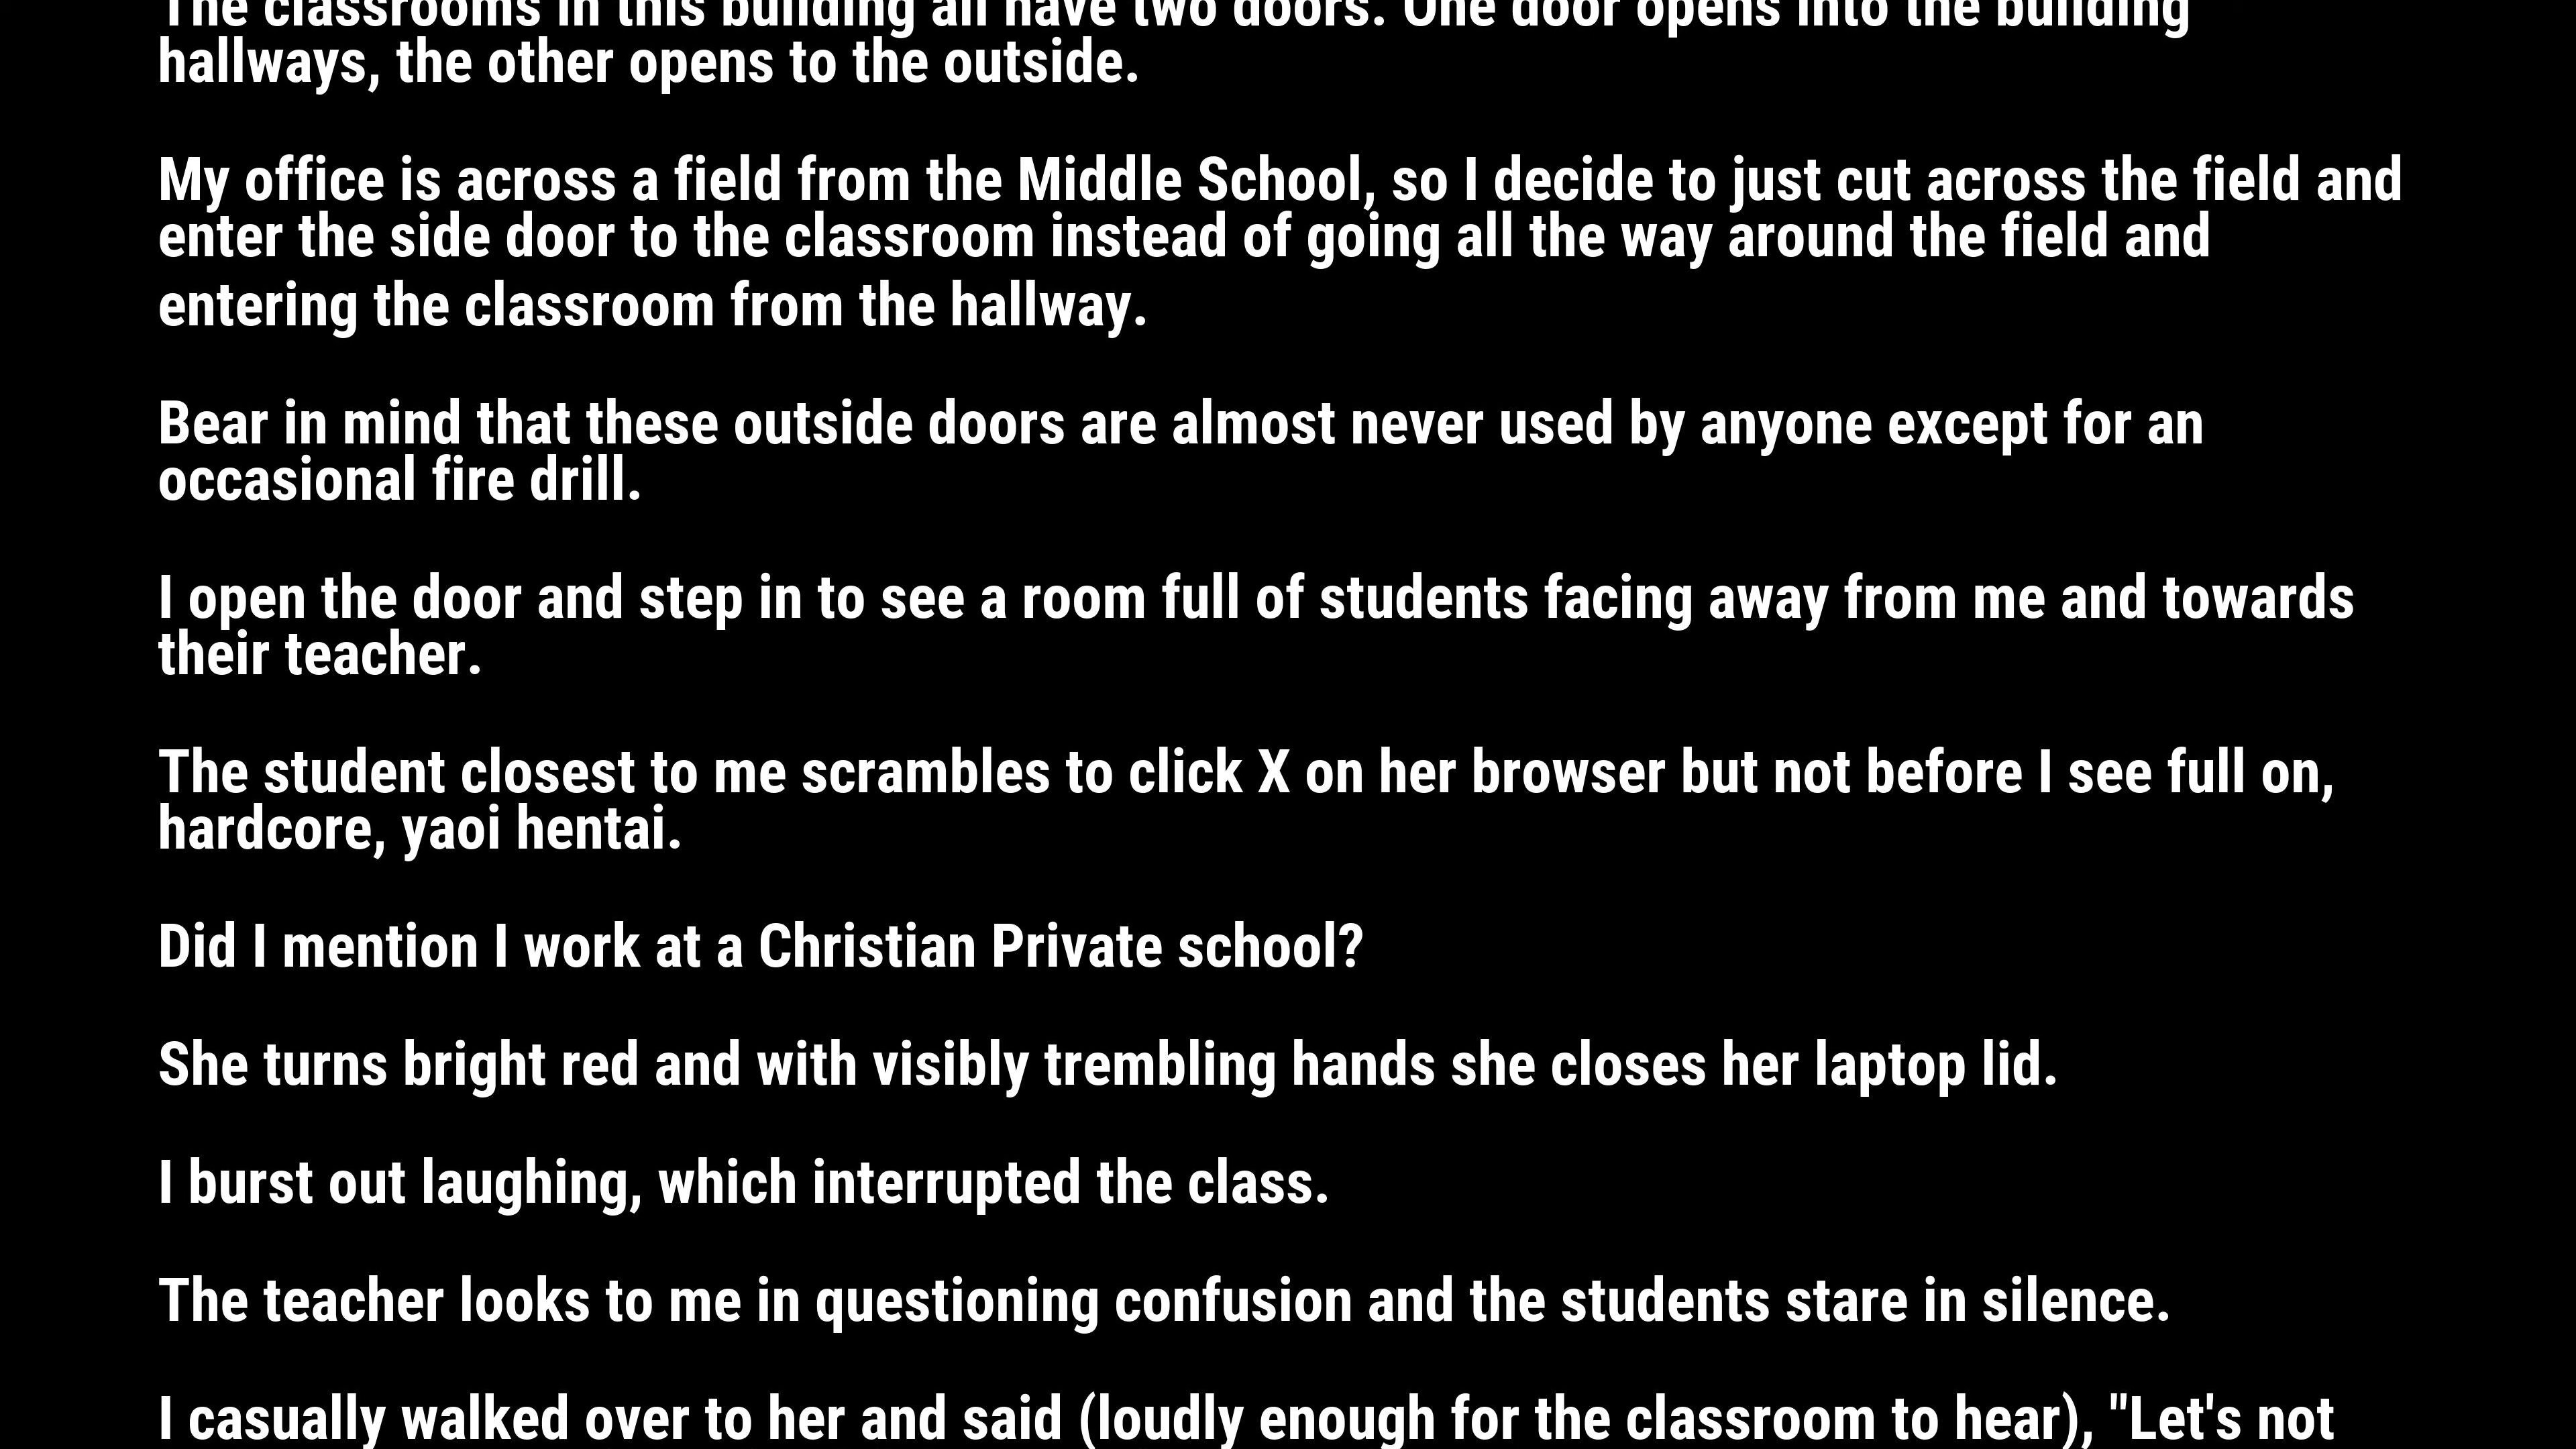 The classrooms in this building all have two doors. One door opens into the building
hallways, the other opens to the outside.
My office is across a field from the Middle School, so I decide to just cut across the field and
enter the side door to the classroom instead of going all the way around the field and
entering the classroom from the hallway.
Bear in mind that these outside doors are almost never used by anyone except for an
occasional fire drill.
I open the door and step in to see a room full of students facing away from me and towards
their teacher.
The student closest to me scrambles to click X on her browser but not before I see full on,
hardcore, yaoi hentai.
Did I mention I work at a Christian Private school?
She turns bright red and with visibly trembling hands she closes her laptop lid.
I burst out laughing, which interrupted the class.
The teacher looks to me in questioning confusion and the students stare in silence.
I casually walked over to her and said (loudly enough for the classroom to hear), "Let's not